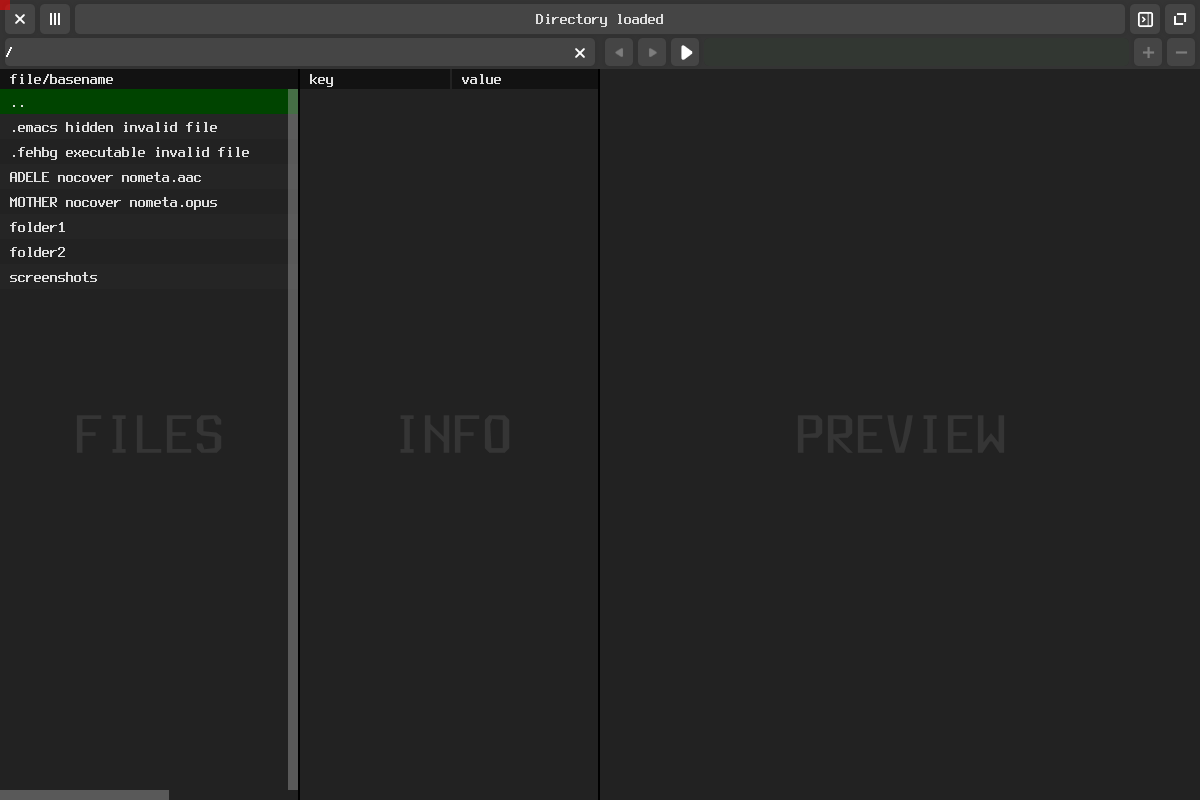 Directory loaded
/
file/basename
key
value
..
.emacs hidden invalid file
.fehbg executable invalid file
ADELE nocover nometa.aac
MOTHER nocover nometa.opus
folder1
folder2
screenshots
FILES
INFO
PREVIEW